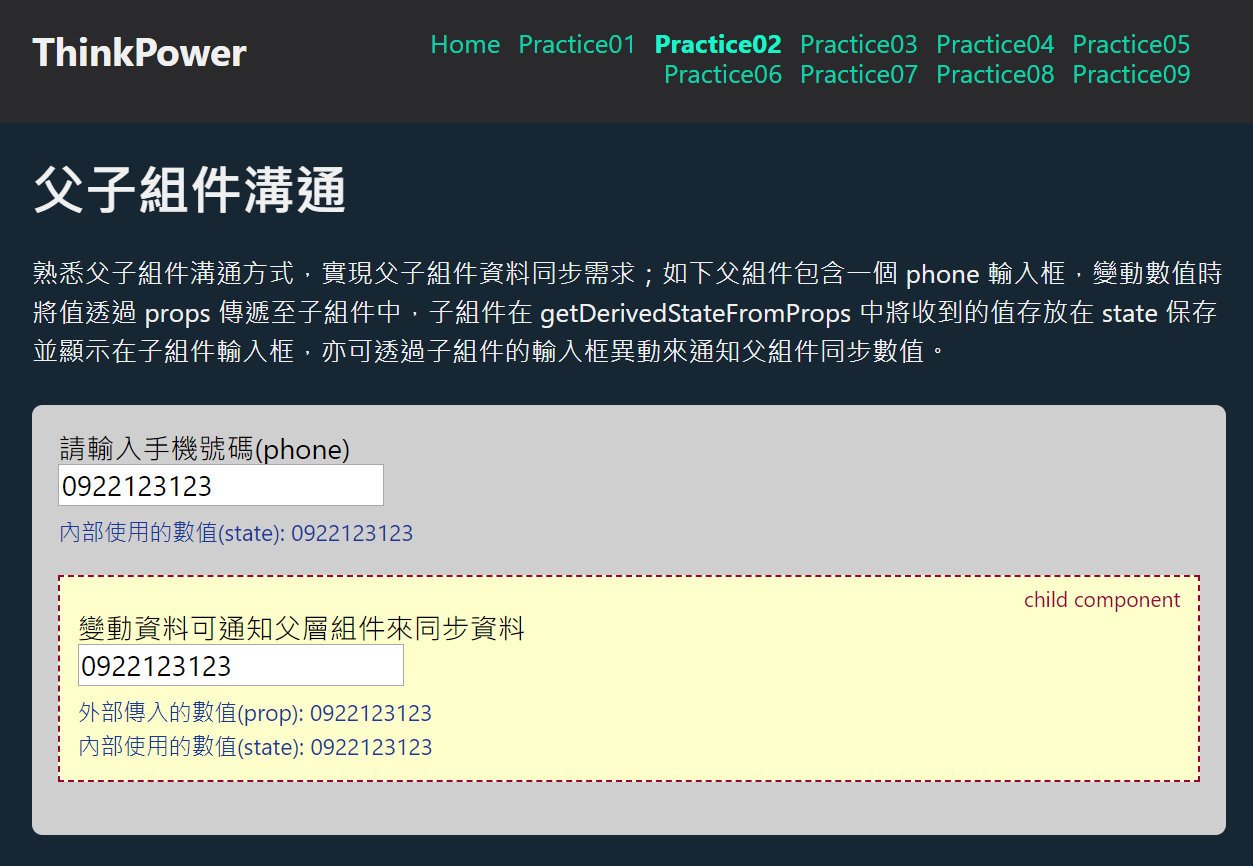 ThinkPower
Home Practice01 Practice02 Practice03 Practice04 Practice05
Practice06 Practice07 Practice08 Practice09
父子組件溝通
熟悉父子組件溝通方式，實現父子組件資料同步需求；如下父組件包含一個 phone 輸入框，變動數值時
將值透過 props 傳遞至子組件中，子組件在 getDerivedStateFromProps 中將收到的值存放在 state 保存
並顯示在子組件輸入框，亦可透過子組件的輸入框異動來通知父組件同步數值。
請輸入手機號碼(phone)
0922123123
內部使用的數值(state): 0922123123
child component
變動資料可通知父層組件來同步資料
0922123123
外部傳入的數值(prop): 0922123123
內部使用的數值(state): 0922123123